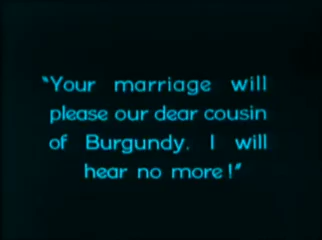 "Your marriage will
please our dear cousin
of Burgundy. I will
hear no more!"